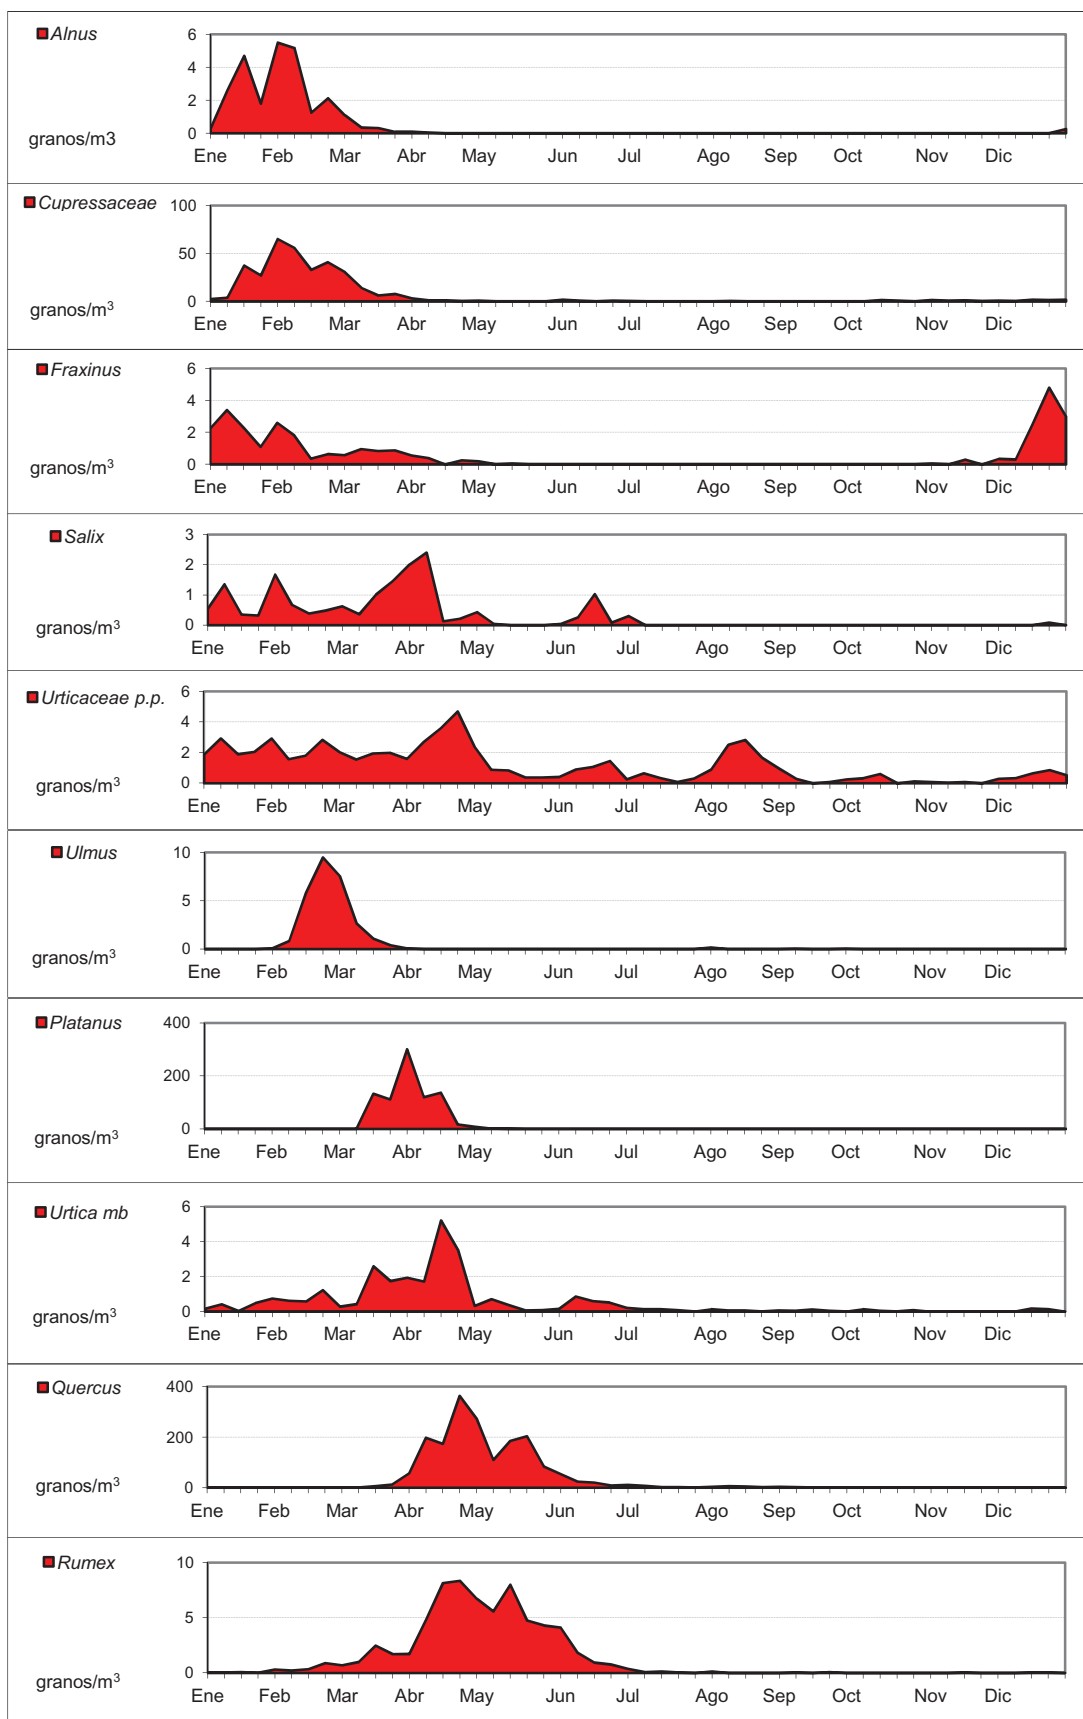 Alnus
6
4
2
0
granos/m3
Ene Feb Mar Abr May Jun Jul Ago Sep Oct Nov Dic
Cupressaceae
100
50
0
granos/m³
Ene Feb Mar Abr May Jun Jul Ago Sep Oct Nov Dic
Fraxinus
6
4
2
0
granos/m³
Ene Feb Mar Abr May Jun Jul Ago Sep Oct Nov Dic
Salix
3
2
1
0
granos/m³
Ene Feb Mar Abr May Jun Jul Ago Sep Oct Nov Dic
Urticaceae p.p.
6
4
2
0
granos/m³
Ene Feb Mar Abr May Jun Jul Ago Sep Oct Nov Dic
Ulmus
10
5
0
granos/m³
Ene Feb Mar Abr May Jun Jul Ago Sep Oct Nov Dic
Platanus
400
200
0
granos/m³
Ene Feb Mar Abr May Jun Jul Ago Sep Oct Nov Dic
Urtica mb
6
4
2
0
granos/m³
Ene Feb Mar Abr May Jun Jul Ago Sep Oct Nov Dic
Quercus
400
200
0
granos/m³
Ene Feb Mar Abr May Jun Jul Ago Sep Oct Nov Dic
Rumex
10
5
0
granos/m³
Ene Feb Mar Abr May Jun Jul Ago Sep Oct Nov Dic